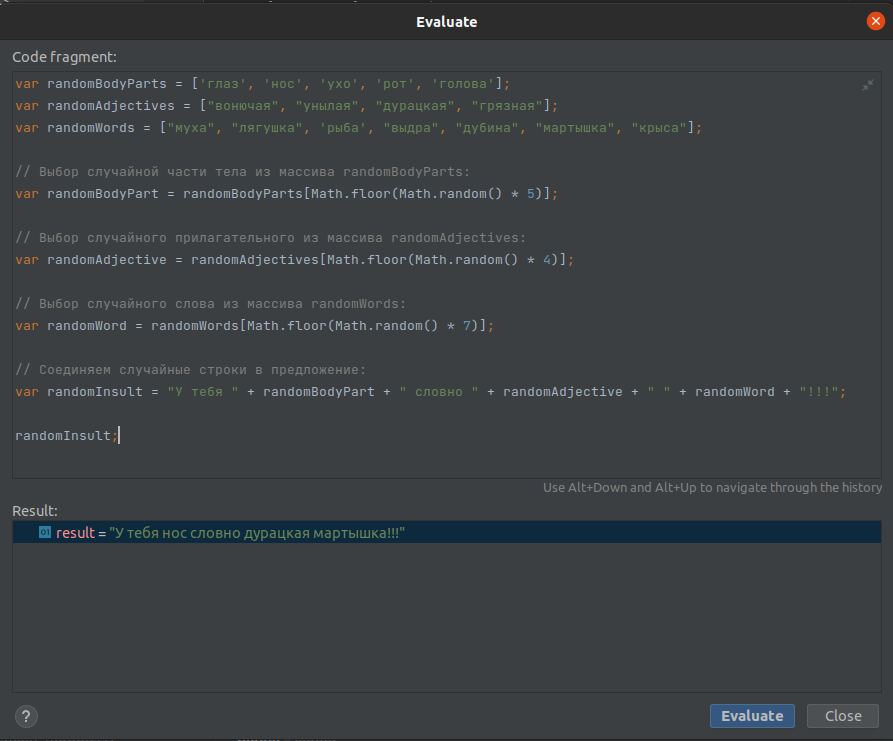 Evaluate
Code fragment:
var randomBodyParts = ['глаз', 'нос', 'ухо', 'рот', 'голова'];
var randomAdjectives = ["вонючая", "унылая", "дурацкая", "грязная"];
var randomWords = ["муха", "лягушка", 'рыба', "выдра", "дубина", "мартышка", "крыса"];
// Выбор случайной части тела из массива randomBodyParts:
var randomBodyPart = randomBodyParts[Math.floor(Math.random() * 5)];
// Выбор случайного прилагательного из массива randomAdjectives:
var randomAdjective = randomAdjectives[Math.floor(Math.random() * 4)];
// Выбор случайного слова из массива randomWords:
var randomWord = randomWords[Math.floor(Math.random() * 7)];
// Соединяем случайные строки в предложение:
var randomInsult = "У тебя " + randomBodyPart + " словно " + randomAdjective + " " + randomWord + "!!!";
randomInsult;
Use Alt+Down and Alt+Up to navigate through the history
Result:
01 result = "У тебя нос словно дурацкая мартышка!!!"
? Evaluate Close